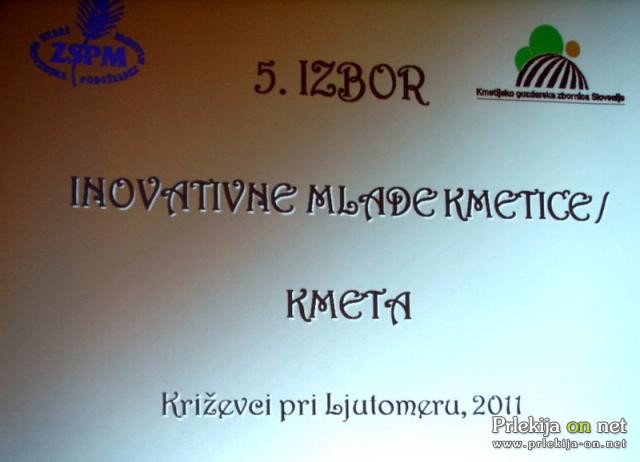 ZSPM
5. IZBOR
Kmetijsko gozdarska zbornica Slovenije
INOVATIVNE MLADE KMETICE /
KMETA
Križevci pri Ljutomeru, 2011
Prlekija on net
www.prlekija-on.net